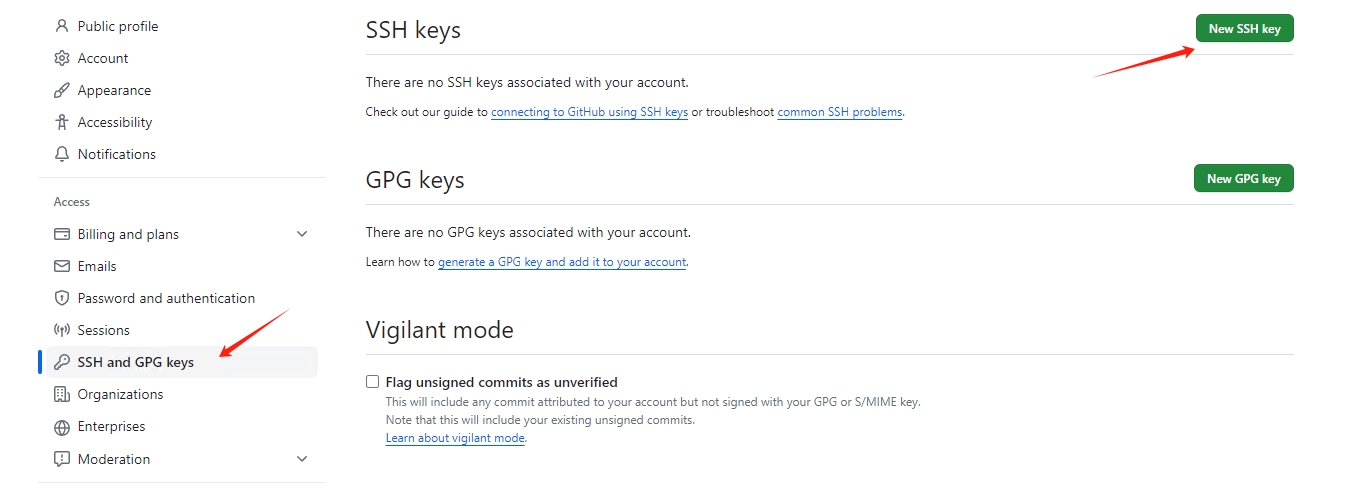 Public profile
Account
Appearance
Accessibility
Notifications
Access
Billing and plans
Emails
Password and authentication
Sessions
SSH and GPG keys
Organizations
Enterprises
Moderation
SSH keys
New SSH key
There are no SSH keys associated with your account.
Check out our guide to connecting to GitHub using SSH keys or troubleshoot common SSH problems.
GPG keys
New GPG key
There are no GPG keys associated with your account.
Learn how to generate a GPG key and add it to your account.
Vigilant mode
Flag unsigned commits as unverified
This will include any commit attributed to your account but not signed with your GPG or S/MIME key.
Note that this will include your existing unsigned commits.
Learn about vigilant mode.